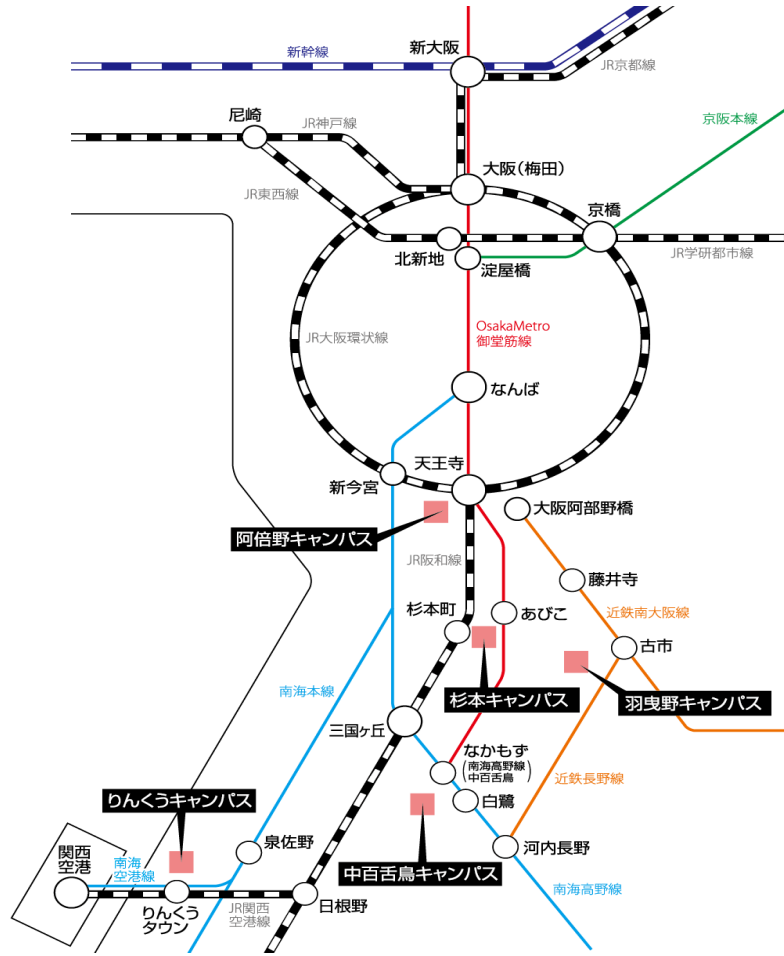 新幹線
新大阪
JR京都線
尼崎
JR神戸線
京阪本線
大阪（梅田）
JR東西線
京橋
北新地
淀屋橋
JR学研都市線
JR大阪環状線
OsakaMetro
御堂筋線
なんば
天王寺
新今宮
大阪阿部野橋
阿倍野キャンパス
JR阪和線
藤井寺
杉本町
あびこ
近鉄南大阪線
古市
南海本線
杉本キャンパス
羽曳野キャンパス
三国ヶ丘
なかもず
（南海高野線
中百舌鳥）
近鉄長野線
りんくうキャンパス
白鷺
泉佐野
河内長野
関西
空港
南海
空港線
中百舌鳥キャンパス
南海高野線
りんくう
タウン
JR関西
空港線
日根野